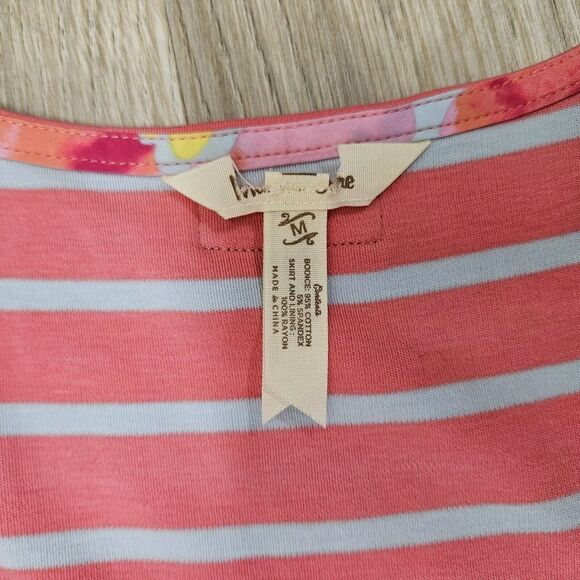 M
Contents
BODICE: 95% COTTON
5% SPANDEX
SKIRT AND LINING:
100% RAYON
MADE in CHINA